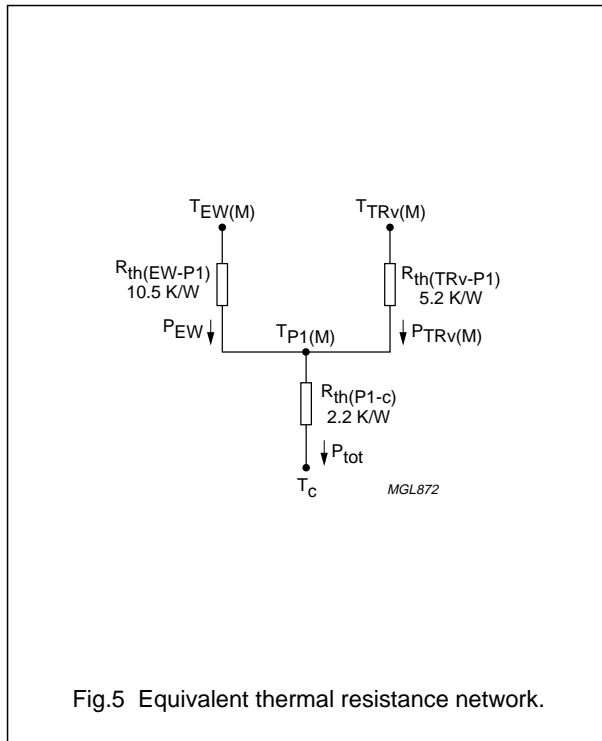 T_EW(M)
T_TRv(M)
R_th(EW-P1)
10.5 K/W
R_th(TRv-P1)
5.2 K/W
P_EW
T_P1(M)
P_TRv(M)
R_th(P1-c)
2.2 K/W
P_tot
T_c
MGL872
Fig.5 Equivalent thermal resistance network.